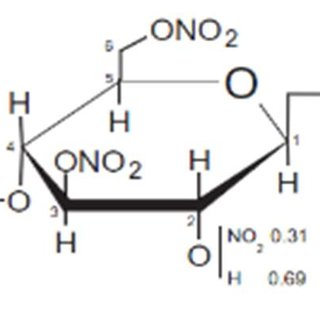 6 ONO2
5 O
H H
4 ONO2 H 1
H
O 3 2
H O NO2 0.31
H 0.69